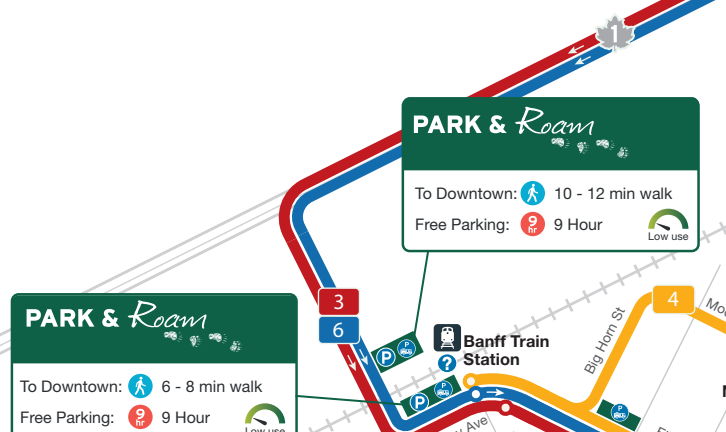 1
PARK & Roam
To Downtown: 10 - 12 min walk
Free Parking: 9 hr 9 Hour
Low use
3
6
4
PARK & Roam
To Downtown: 6 - 8 min walk
Free Parking: 9 hr 9 Hour
Low use
P
P
?
Banff Train
Station
Big Horn St
P
P
P
Ave